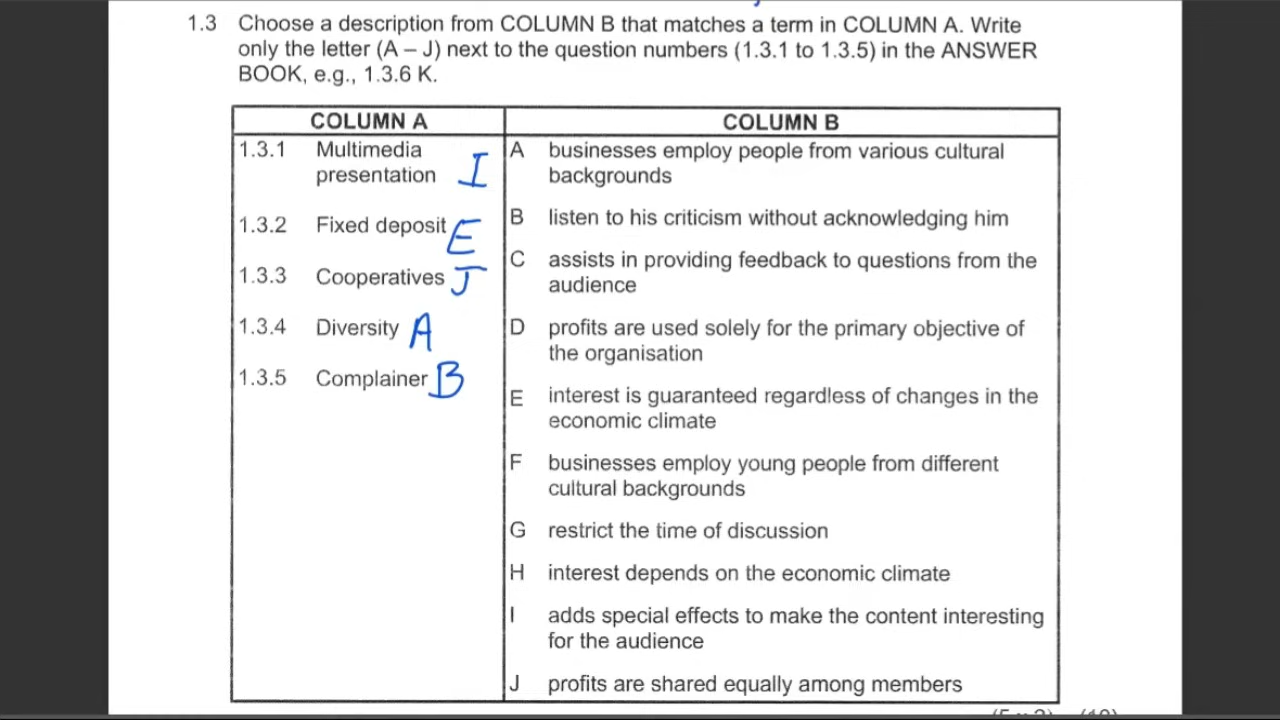 1.3 Choose a description from COLUMN B that matches a term in COLUMN A. Write
only the letter (A – J) next to the question numbers (1.3.1 to 1.3.5) in the ANSWER
BOOK, e.g., 1.3.6 K.
COLUMN A
COLUMN B
1.3.1 Multimedia
presentation I
1.3.2 Fixed deposit E
1.3.3 Cooperatives J
1.3.4 Diversity A
1.3.5 Complainer B
A businesses employ people from various cultural
backgrounds
B listen to his criticism without acknowledging him
C assists in providing feedback to questions from the
audience
D profits are used solely for the primary objective of
the organisation
E interest is guaranteed regardless of changes in the
economic climate
F businesses employ young people from different
cultural backgrounds
G restrict the time of discussion
H interest depends on the economic climate
I adds special effects to make the content interesting
for the audience
J profits are shared equally among members